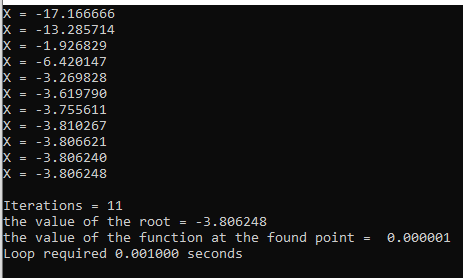 X = -17.166666
X = -13.285714
X = -1.926829
X = -6.420147
X = -3.269828
X = -3.619790
X = -3.755611
X = -3.810267
X = -3.806621
X = -3.806240
X = -3.806248
Iterations = 11
the value of the root = -3.806248
the value of the function at the found point =  0.000001
Loop required 0.001000 seconds